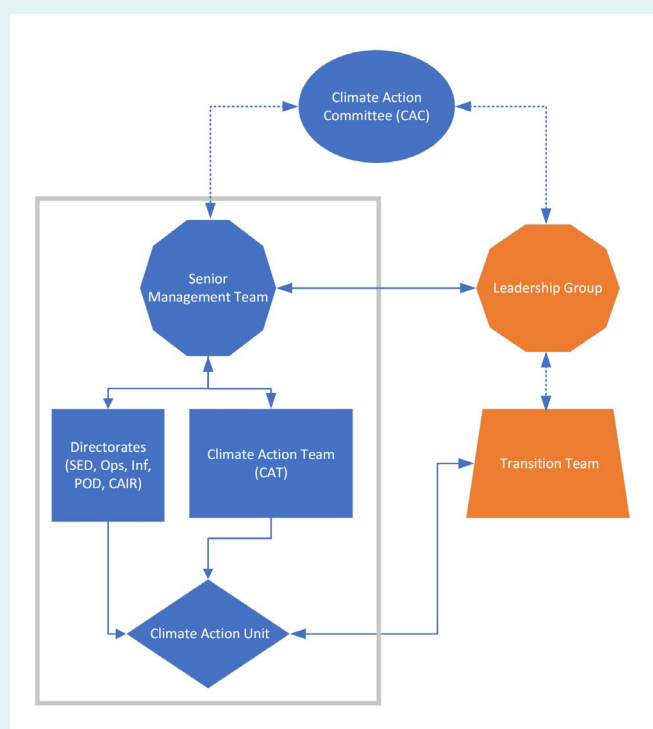 Climate Action
Committee (CAC)
Senior
Management Team
Leadership Group
Directorates
(SED, Ops, Inf,
POD, CAIR)
Climate Action Team
(CAT)
Transition Team
Climate Action Unit